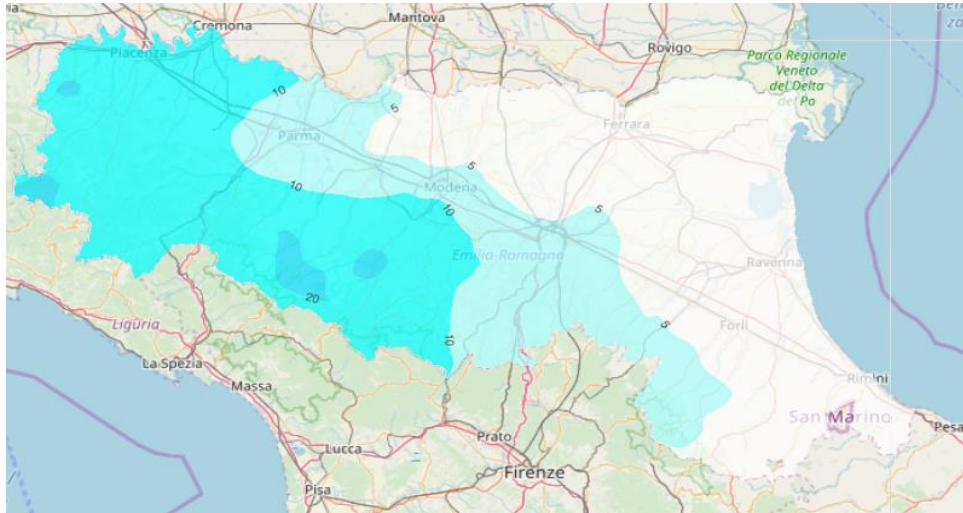 Mantova
Cremona
Piacenza
Rovigo
Parco Regionale
Veneto
del Delta
del Po
10
5
Ferrara
Parma
5
10
Modena
10
5
Emilia-Romagna
Ravenna
20
Liguria
5
Forlì
10
La Spezia
Massa
Rimini
San Marino
Pesa
Prato
Lucca
Firenze
Pisa